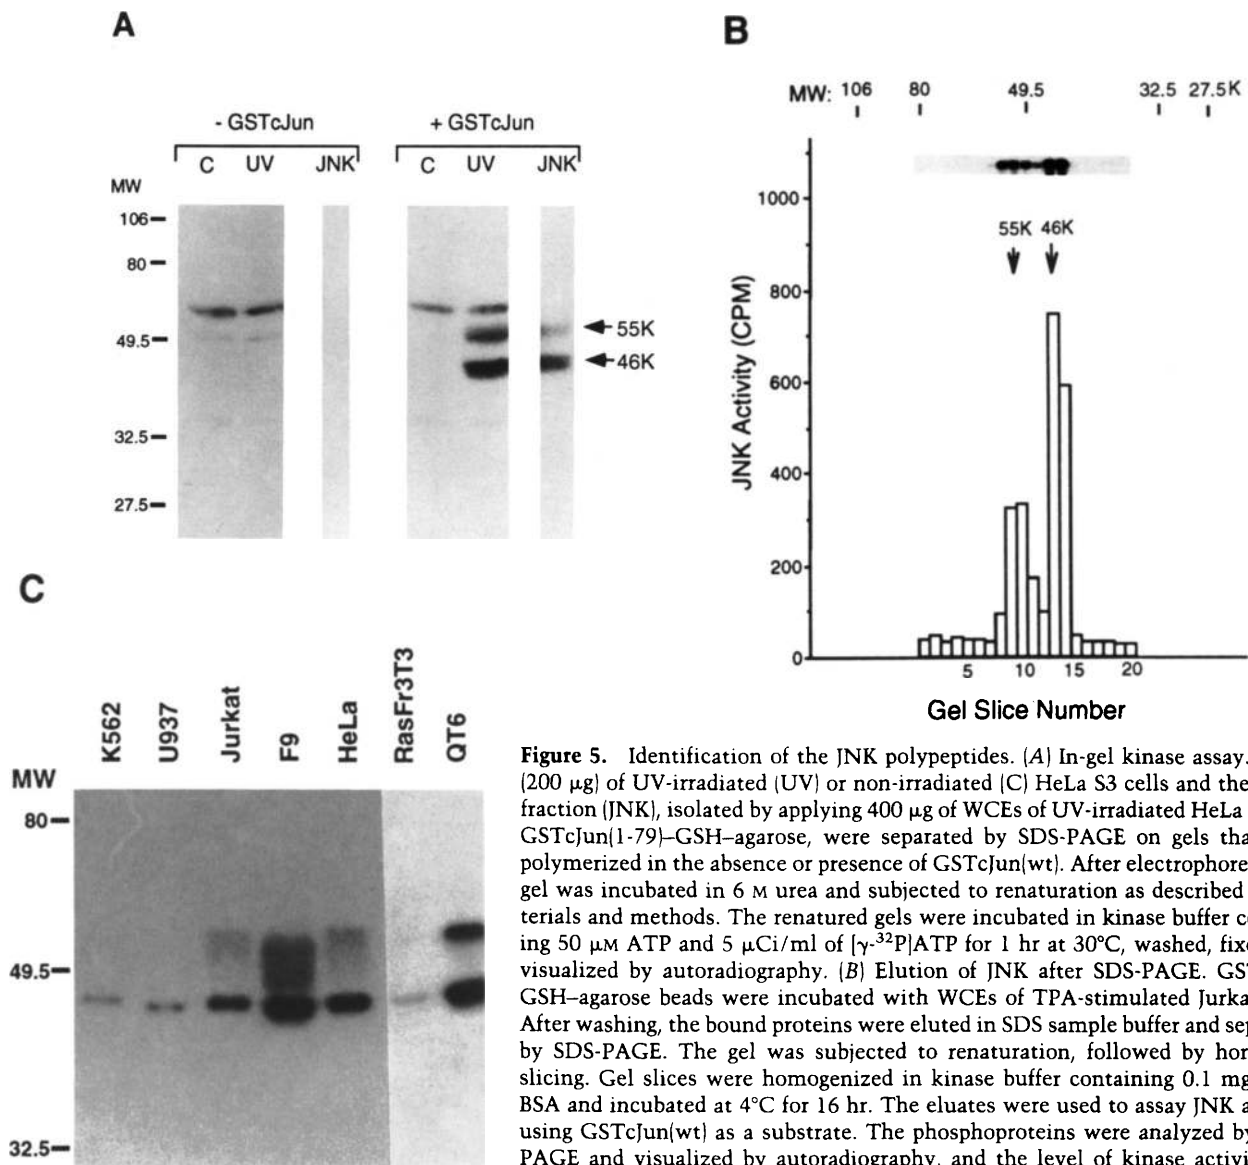 A
- GSTcJun
+ GSTcJun
C UV JNK
C UV JNK
MW
106
80
49.5
32.5
27.5
55K
46K
B
MW: 106 80 49.5 32.5 27.5K
1000
800
600
400
200
0
JNK Activity (CPM)
55K 46K
5 10 15 20
Gel Slice Number
C
K562 U937 Jurkat F9 HeLa RasFr3T3 QT6
MW
80
49.5
32.5
Figure 5. Identification of the JNK polypeptides. (A) In-gel kinase assay.
(200 μg) of UV-irradiated (UV) or non-irradiated (C) HeLa S3 cells and the
fraction (JNK), isolated by applying 400 μg of WCEs of UV-irradiated HeLa
GSTcJun(1-79)–GSH–agarose, were separated by SDS-PAGE on gels tha
polymerized in the absence or presence of GSTcJun(wt). After electrophore
gel was incubated in 6 M urea and subjected to renaturation as described
terials and methods. The renatured gels were incubated in kinase buffer c
ing 50 μM ATP and 5 μCi/ml of [γ-³²P]ATP for 1 hr at 30°C, washed, fix
visualized by autoradiography. (B) Elution of JNK after SDS-PAGE. GS
GSH–agarose beads were incubated with WCEs of TPA-stimulated Jurka
After washing, the bound proteins were eluted in SDS sample buffer and se
by SDS-PAGE. The gel was subjected to renaturation, followed by hor
slicing. Gel slices were homogenized in kinase buffer containing 0.1 mg
BSA and incubated at 4°C for 16 hr. The eluates were used to assay JNK a
using GSTcJun(wt) as a substrate. The phosphoproteins were analyzed by
PAGE and visualized by autoradiography, and the level of kinase activi